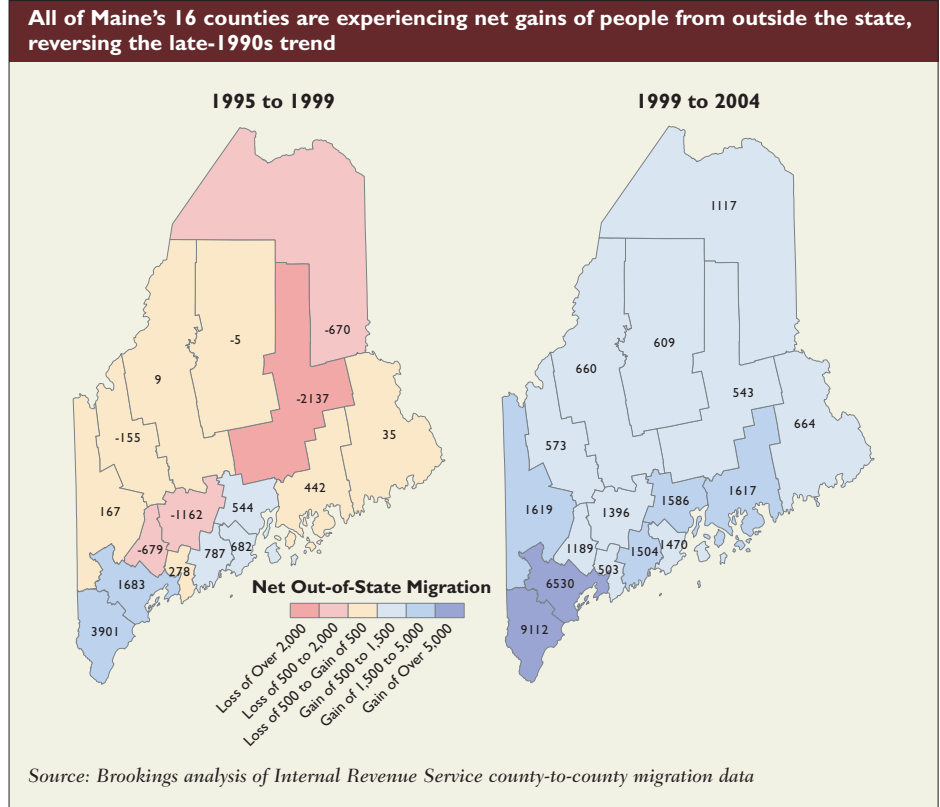 All of Maine's 16 counties are experiencing net gains of people from outside the state,
reversing the late-1990s trend
1995 to 1999
-670
-5
9
-2137
-155
35
442
167
544
-1162
-679
787
682
278
1683
3901
1999 to 2004
1117
609
660
543
664
573
1617
1586
1619
1396
1189
1504
1470
503
6530
9112
Net Out-of-State Migration
Loss of Over 2,000
Loss of 500 to 2,000
Loss of 500 to Gain of 500
Gain of 500 to 1,500
Gain of 1,500 to 5,000
Gain of Over 5,000
Source: Brookings analysis of Internal Revenue Service county-to-county migration data